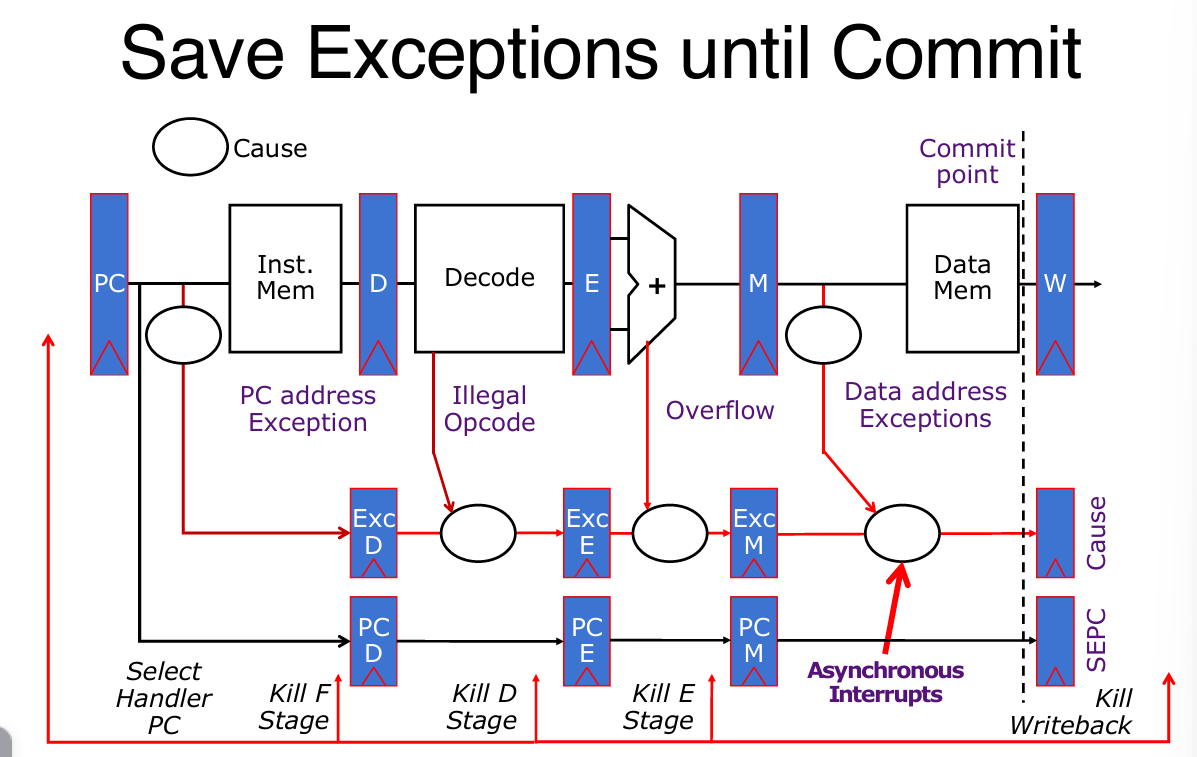 Save Exceptions until Commit
Cause
Commit
point
PC
Inst.
Mem
D
Decode
E
+
M
Data
Mem
W
PC address
Exception
Illegal
Opcode
Overflow
Data address
Exceptions
Exc
D
Exc
E
Exc
M
Cause
PC
D
PC
E
PC
M
SEPC
Asynchronous
Interrupts
Select
Handler
PC
Kill F
Stage
Kill D
Stage
Kill E
Stage
Kill
Writeback